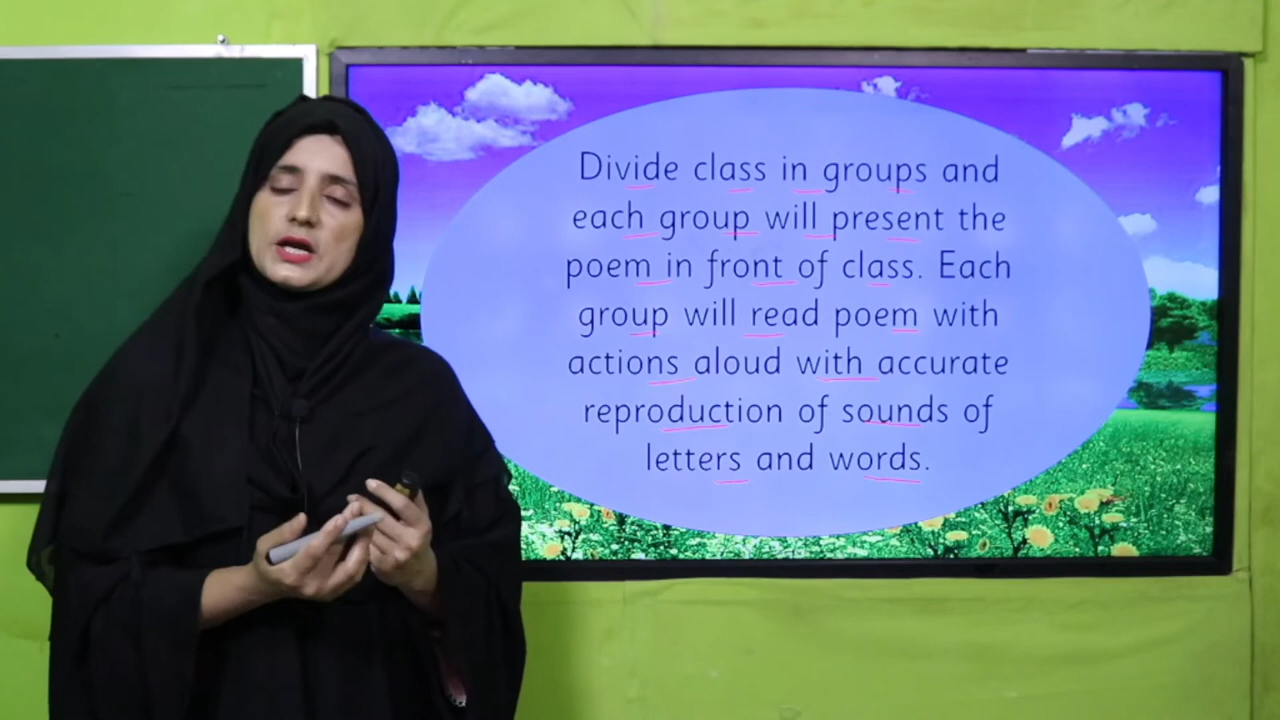 Divide class in groups and
each group will present the
poem in front of class. Each
group will read poem with
actions aloud with accurate
reproduction of sounds of
letters and words.